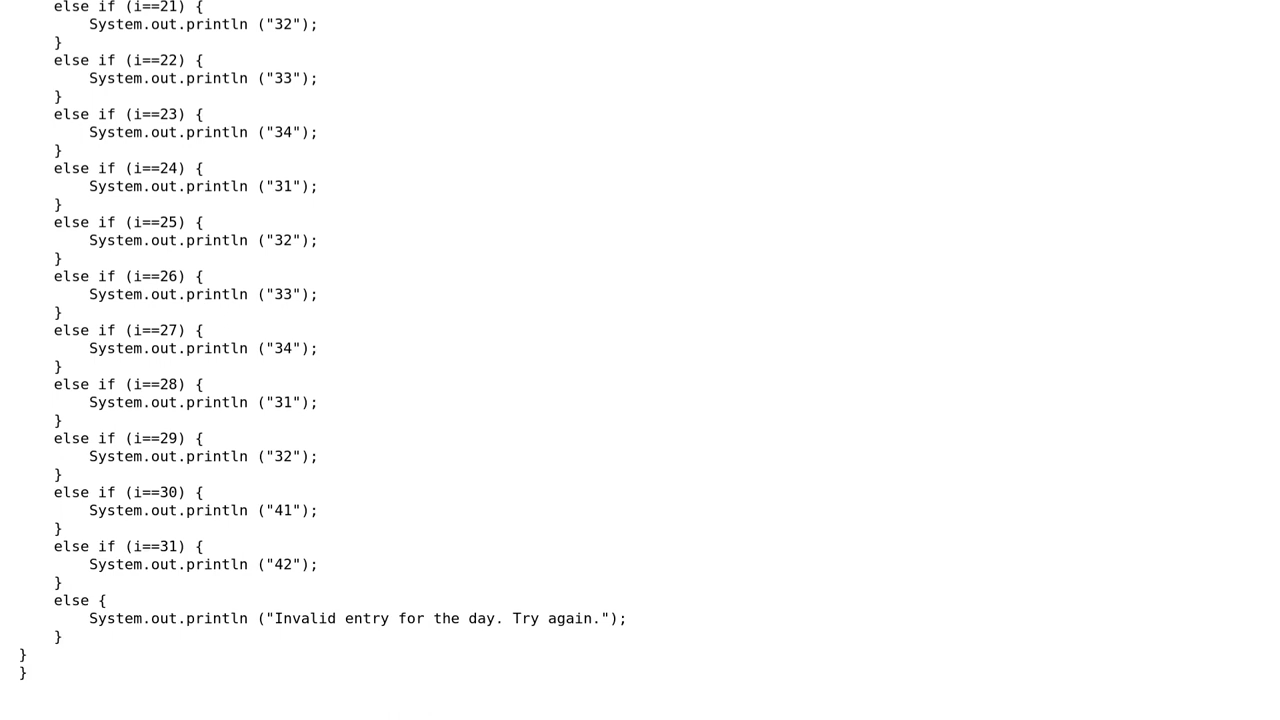 else if (i==21) {
System.out.println ("32");
}
else if (i==22) {
System.out.println ("33");
}
else if (i==23) {
System.out.println ("34");
}
else if (i==24) {
System.out.println ("31");
}
else if (i==25) {
System.out.println ("32");
}
else if (i==26) {
System.out.println ("33");
}
else if (i==27) {
System.out.println ("34");
}
else if (i==28) {
System.out.println ("31");
}
else if (i==29) {
System.out.println ("32");
}
else if (i==30) {
System.out.println ("41");
}
else if (i==31) {
System.out.println ("42");
}
else {
System.out.println ("Invalid entry for the day. Try again.");
}
}
}